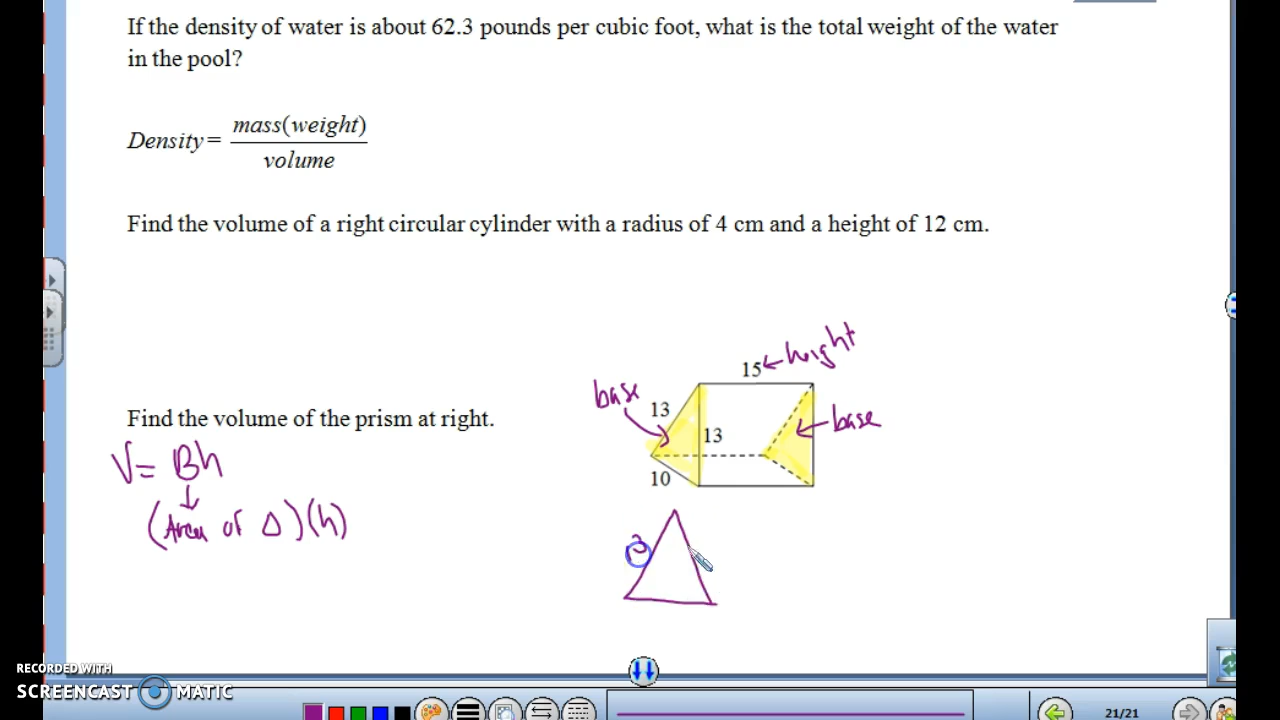 If the density of water is about 62.3 pounds per cubic foot, what is the total weight of the water
in the pool?
Density = mass(weight)
volume
Find the volume of a right circular cylinder with a radius of 4 cm and a height of 12 cm.
15 ← height
base
13
Find the volume of the prism at right.
13
base
V = Bh
10
(Area of Δ)(h)
3
RECORDED WITH
SCREENCAST MATIC
21/21